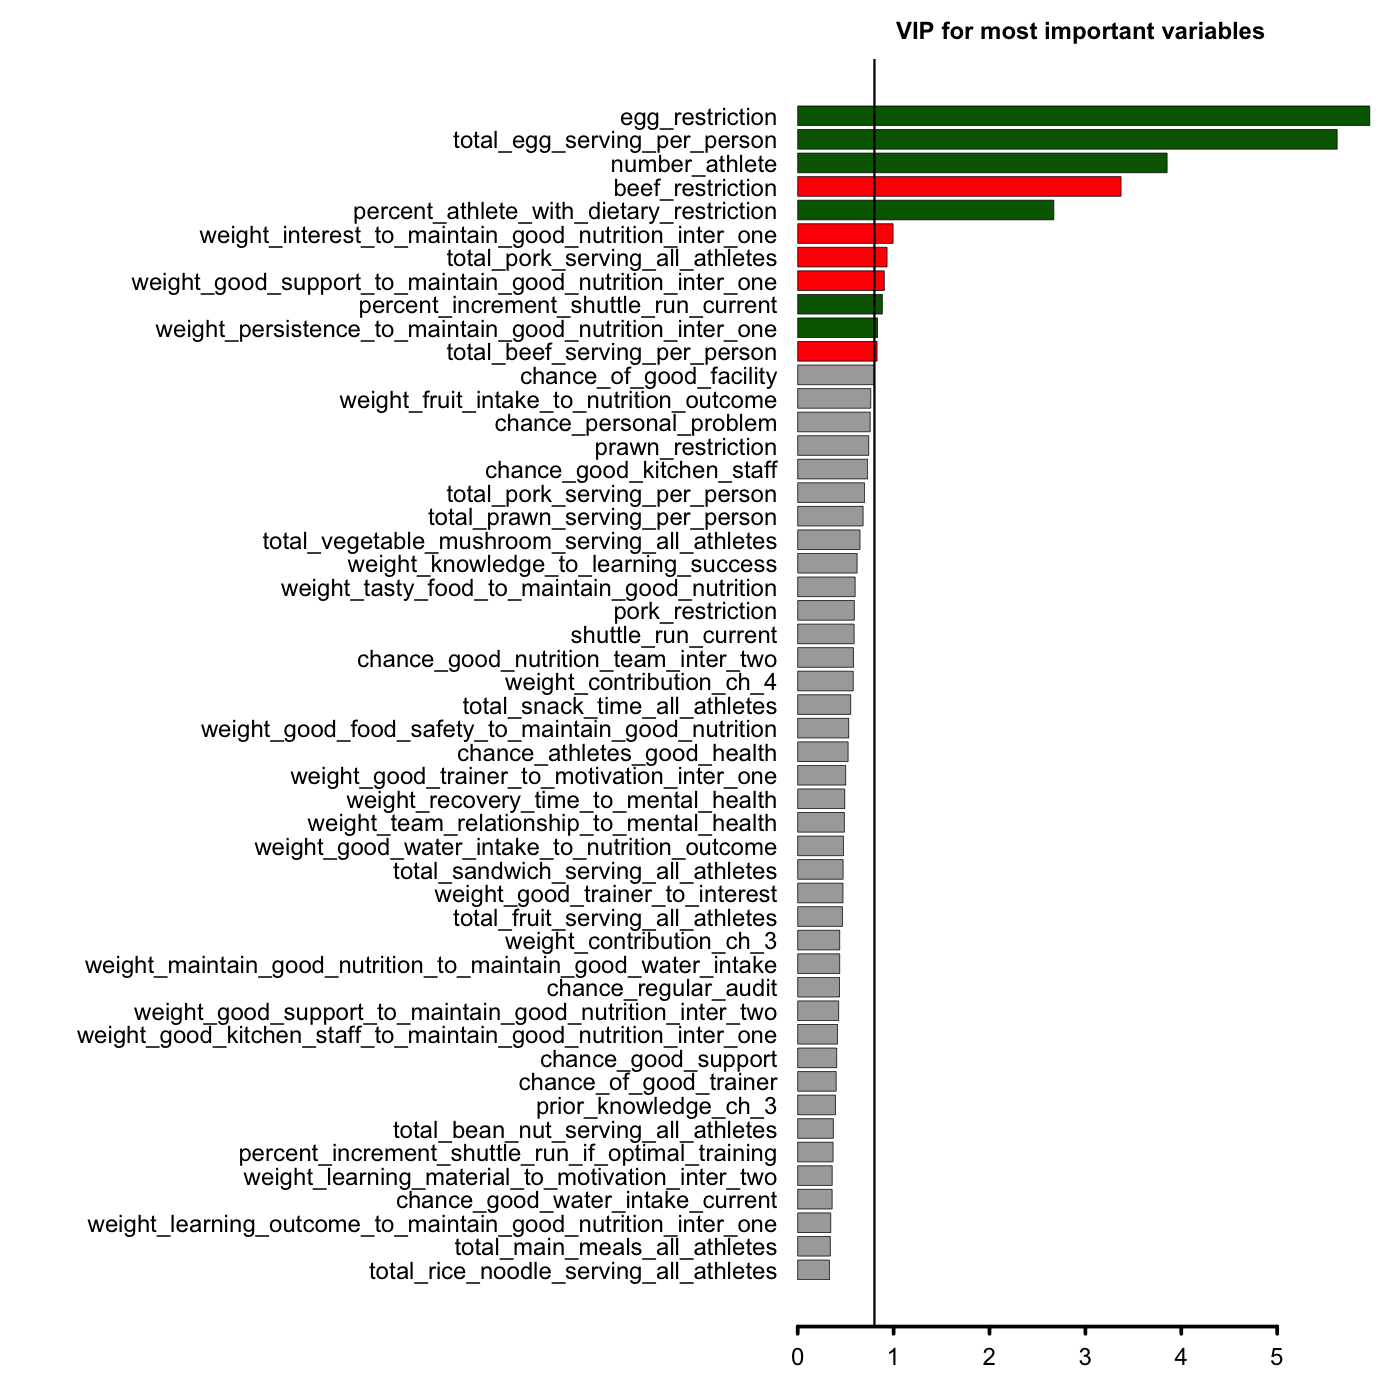 VIP for most important variables
egg_restriction
total_egg_serving_per_person
number_athlete
beef_restriction
percent_athlete_with_dietary_restriction
weight_interest_to_maintain_good_nutrition_inter_one
total_pork_serving_all_athletes
weight_good_support_to_maintain_good_nutrition_inter_one
percent_increment_shuttle_run_current
weight_persistence_to_maintain_good_nutrition_inter_one
total_beef_serving_per_person
chance_of_good_facility
weight_fruit_intake_to_nutrition_outcome
chance_personal_problem
prawn_restriction
chance_good_kitchen_staff
total_pork_serving_per_person
total_prawn_serving_per_person
total_vegetable_mushroom_serving_all_athletes
weight_knowledge_to_learning_success
weight_tasty_food_to_maintain_good_nutrition
pork_restriction
shuttle_run_current
chance_good_nutrition_team_inter_two
weight_contribution_ch_4
total_snack_time_all_athletes
weight_good_food_safety_to_maintain_good_nutrition
chance_athletes_good_health
weight_good_trainer_to_motivation_inter_one
weight_recovery_time_to_mental_health
weight_team_relationship_to_mental_health
weight_good_water_intake_to_nutrition_outcome
total_sandwich_serving_all_athletes
weight_good_trainer_to_interest
total_fruit_serving_all_athletes
weight_contribution_ch_3
weight_maintain_good_nutrition_to_maintain_good_water_intake
chance_regular_audit
weight_good_support_to_maintain_good_nutrition_inter_two
weight_good_kitchen_staff_to_maintain_good_nutrition_inter_one
chance_good_support
chance_of_good_trainer
prior_knowledge_ch_3
total_bean_nut_serving_all_athletes
percent_increment_shuttle_run_if_optimal_training
weight_learning_material_to_motivation_inter_two
chance_good_water_intake_current
weight_learning_outcome_to_maintain_good_nutrition_inter_one
total_main_meals_all_athletes
total_rice_noodle_serving_all_athletes
0 1 2 3 4 5